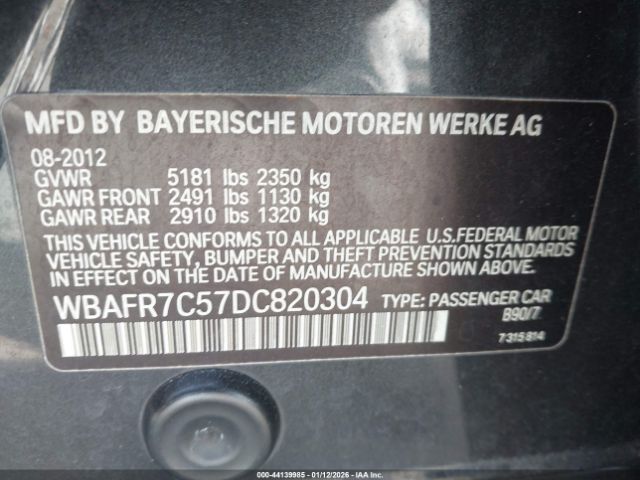 MFD BY BAYERISCHE MOTOREN WERKE AG
08-2012
GVWR 5181 lbs 2350 kg
GAWR FRONT 2491 lbs 1130 kg
GAWR REAR 2910 lbs 1320 kg
THIS VEHICLE CONFORMS TO ALL APPLICABLE U.S.FEDERAL MOTOR
VEHICLE SAFETY, BUMPER AND THEFT PREVENTION STANDARDS
IN EFFECT ON THE DATE OF MANUFACTURE SHOWN ABOVE.
WBAFR7C57DC820304 TYPE: PASSENGER CAR
B90/7
7 315 814
000-44139985 - 01/12/2026 - IAA Inc.